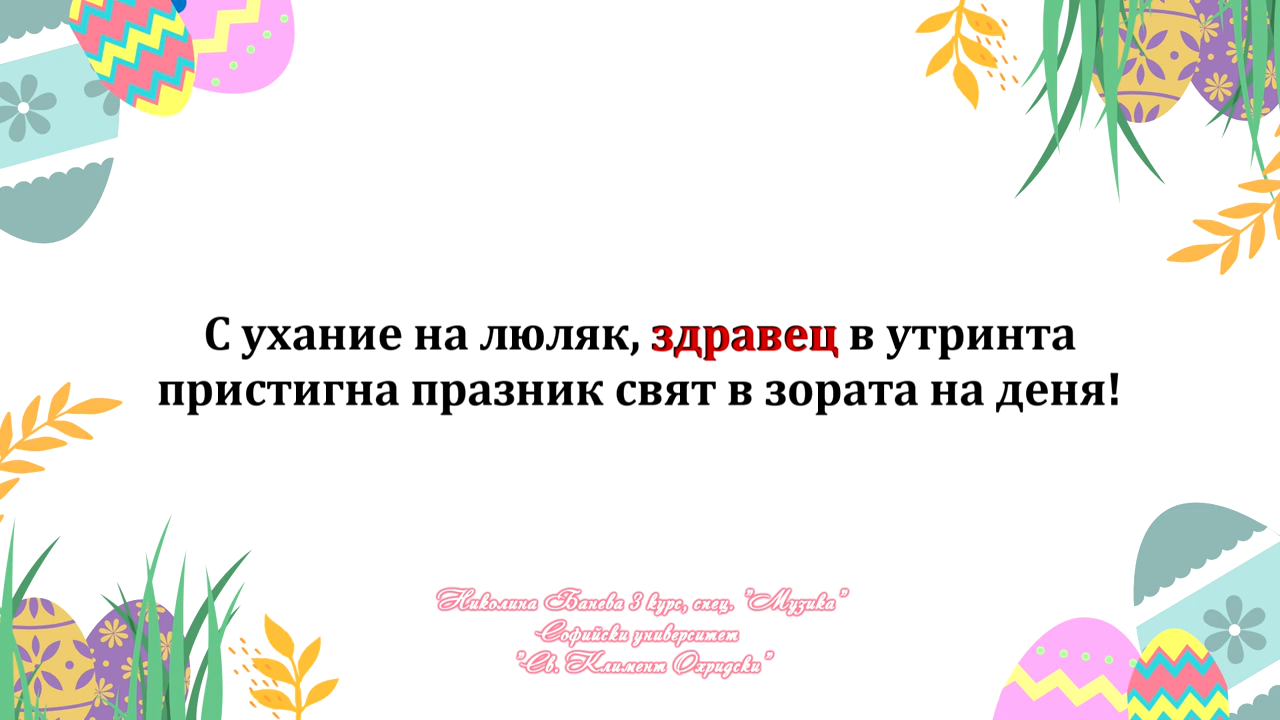 С ухание на люляк, здравец в утринта
пристигна празник свят в зората на деня!
Николина Банева 3 курс, спец. "Музика"
Софийски университет
"Св. Климент Охридски"